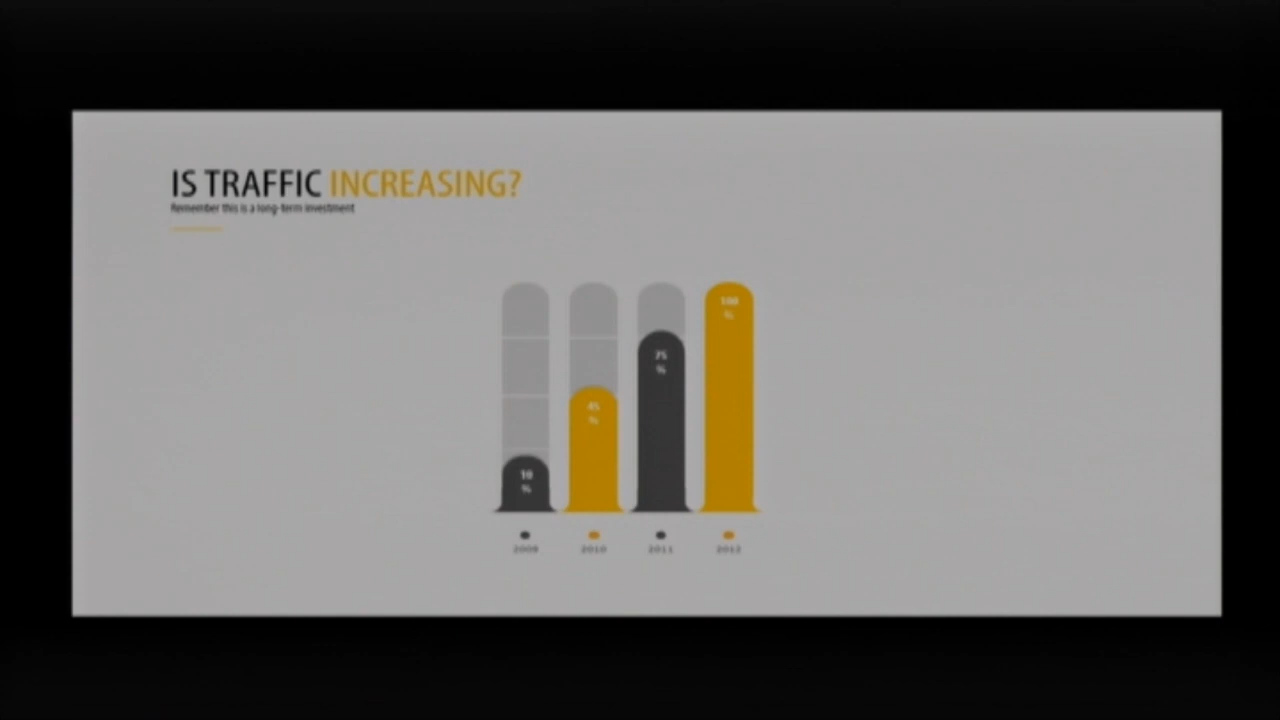 IS TRAFFIC INCREASING?
Remember this is a long-term investment
100
%
75
%
45
%
10
%
2009 2010 2011 2012